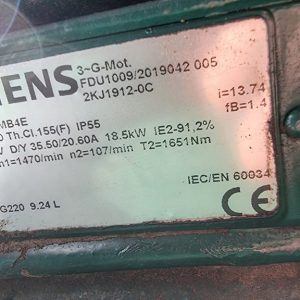 ENS
3~G-Mot.
FDU1009/2019042 005
2KJ1912-0C
i=13.74
fB=1.4
MB4E
Th.Cl.155(F) IP55
D/Y 35.50/20.60A 18.5kW IE2-91,2%
n1=1470/min n2=107/min T2=1651Nm
IEC/EN 60034
CE
G220 9.24 L